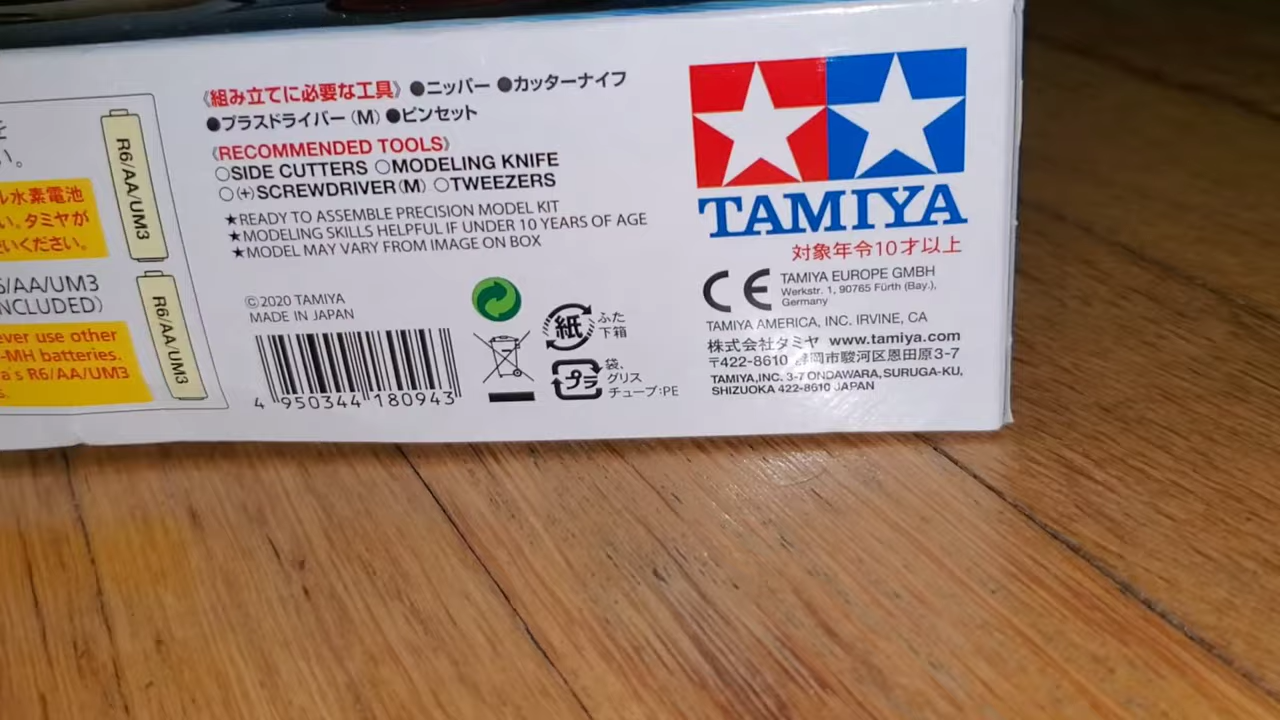 を
い。
ル水素電池
い。タミヤが
ください。
R6/AA/UM3
6/AA/UM3
NCLUDED)
ever use other
-MH batteries.
a's R6/AA/UM3
s.
R6/AA/UM3
《組み立てに必要な工具》 ●ニッパー ●カッターナイフ
●プラスドライバー (M) ●ピンセット
《RECOMMENDED TOOLS》
○SIDE CUTTERS ○MODELING KNIFE
○(+)SCREWDRIVER(M) ○TWEEZERS
★READY TO ASSEMBLE PRECISION MODEL KIT
★MODELING SKILLS HELPFUL IF UNDER 10 YEARS OF AGE
★MODEL MAY VARY FROM IMAGE ON BOX
©2020 TAMIYA
MADE IN JAPAN
4 950344 180943
紙 ふた
下箱
プラ 袋、
グリス
チューブ:PE
TAMIYA
対象年令10才以上
CE TAMIYA EUROPE GMBH
Werkstr. 1, 90765 Fürth (Bay.),
Germany
TAMIYA AMERICA, INC. IRVINE, CA
株式会社タミヤ www.tamiya.com
〒422-8610 静岡市駿河区恩田原3-7
TAMIYA,INC. 3-7 ONDAWARA, SURUGA-KU,
SHIZUOKA 422-8610 JAPAN